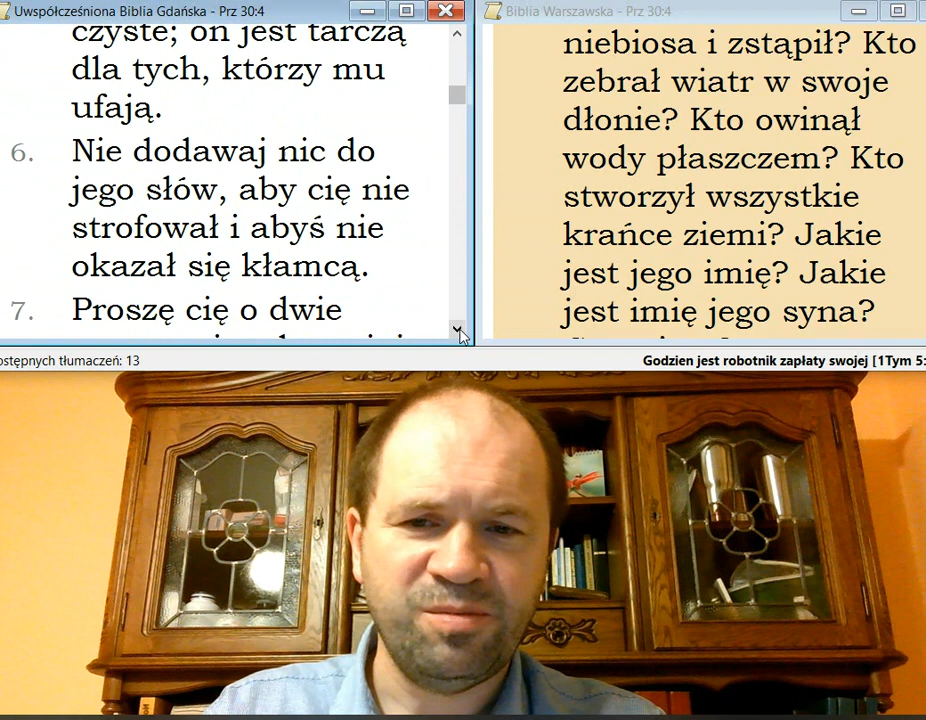 Uwspółcześniona Biblia Gdańska - Prz 30:4
czyste; on jest tarczą
dla tych, którzy mu
ufają.
6. Nie dodawaj nic do
jego słów, aby cię nie
strofował i abyś nie
okazał się kłamcą.
7. Proszę cię o dwie
Biblia Warszawska - Prz 30:4
niebiosa i zstąpił? Kto
zebrał wiatr w swoje
dłonie? Kto owinął
wody płaszczem? Kto
stworzył wszystkie
krańce ziemi? Jakie
jest jego imię? Jakie
jest imię jego syna?
ostępnych tłumaczeń: 13
Godzien jest robotnik zapłaty swojej [1Tym 5: